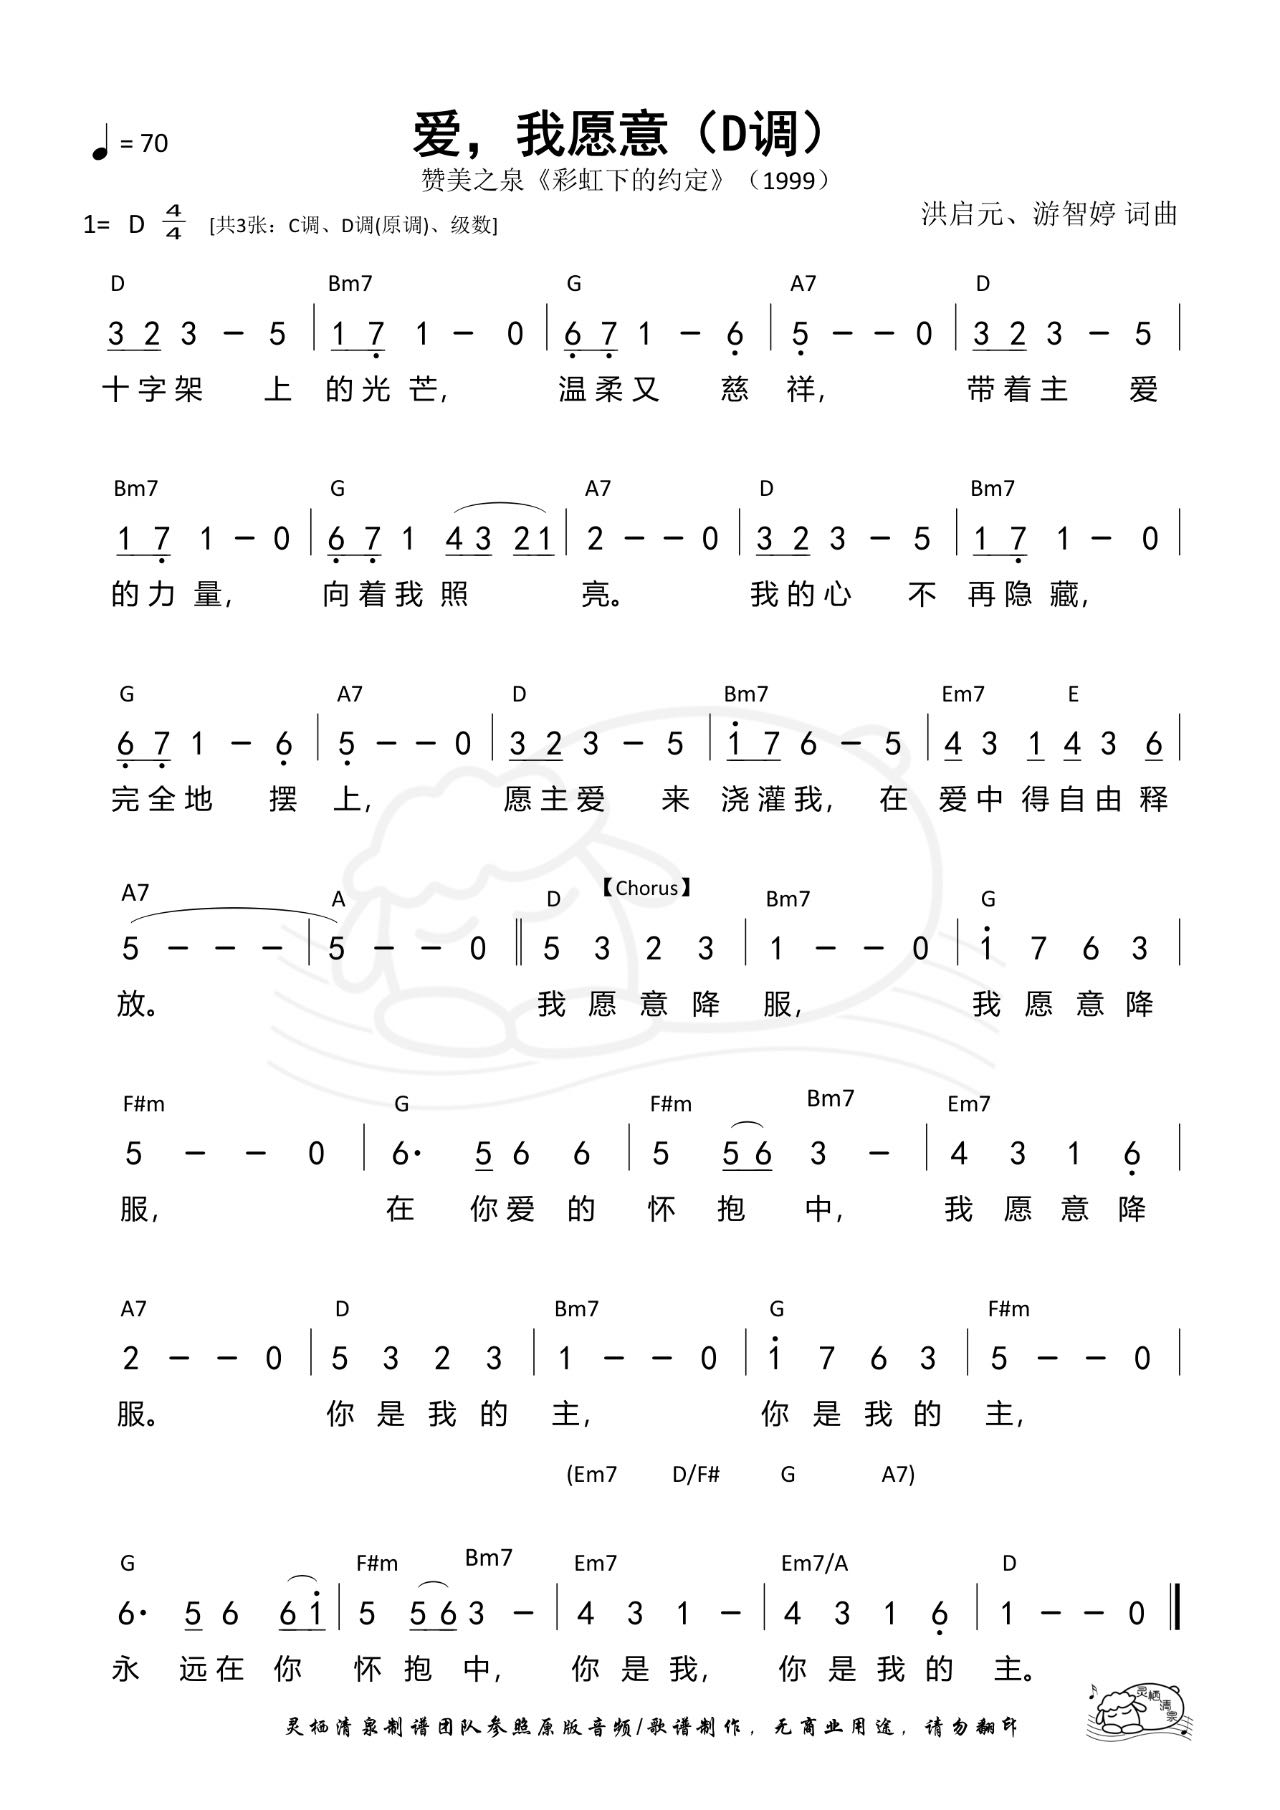 爱，我愿意（D调）
♩= 70
赞美之泉《彩虹下的约定》（1999）
1= D 4/4 [共3张：C调、D调(原调)、级数]
洪启元、游智婷 词曲
D Bm7 G A7 D
3 2 3 – 5 | 1 7̣ 1 – 0 | 6̣ 7̣ 1 – 6̣ | 5̣ – – 0 | 3 2 3 – 5 |
十字架 上 的光芒, 温柔又 慈 祥, 带着主 爱
Bm7 G A7 D Bm7
1 7̣ 1 – 0 | 6̣ 7̣ 1 4 3 2 1 | 2 – – 0 | 3 2 3 – 5 | 1 7̣ 1 – 0 |
的力 量, 向着我 照 亮。 我的心 不 再隐 藏,
G A7 D Bm7 Em7 E
6̣ 7̣ 1 – 6̣ | 5̣ – – 0 | 3 2 3 – 5 | 1̇ 7 6 – 5 | 4 3 1 4 3 6 |
完全地 摆 上, 愿主爱 来 浇灌我, 在 爱中 得自由 释
A7 A D 【Chorus】 Bm7 G
5 – – – | 5 – – 0 ‖ 5 3 2 3 | 1 – – 0 | 1̇ 7 6 3 |
放。 我 愿 意 降 服, 我 愿 意 降
F#m G F#m Bm7 Em7
5 – – 0 | 6· 5 6 6 | 5 5 6 3 – | 4 3 1 6̣ |
服, 在 你爱 的 怀 抱 中, 我 愿 意 降
A7 D Bm7 G F#m
2 – – 0 | 5 3 2 3 | 1 – – 0 | 1̇ 7 6 3 | 5 – – 0 |
服。 你 是 我 的 主, 你 是 我 的 主,
(Em7 D/F# G A7)
G F#m Bm7 Em7 Em7/A D
6· 5 6 6 1̇ | 5 5 6 3 – | 4 3 1 – | 4 3 1 6̣ | 1 – – 0 ‖
永 远在 你 怀 抱 中, 你 是 我, 你 是 我 的 主。
灵栖清泉制谱团队参照原版音频/歌谱制作，无商业用途，请勿翻印
灵栖清泉